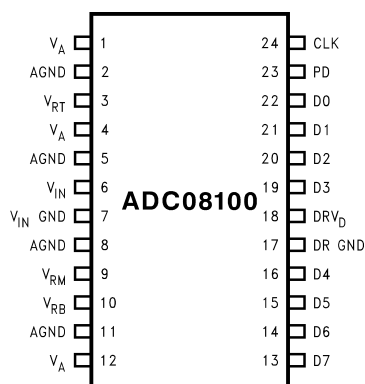 V_A 1 24 CLK
AGND 2 23 PD
V_RT 3 22 D0
V_A 4 21 D1
AGND 5 20 D2
V_IN 6 19 D3
ADC08100
V_IN GND 7 18 DRV_D
AGND 8 17 DR GND
V_RM 9 16 D4
V_RB 10 15 D5
AGND 11 14 D6
V_A 12 13 D7